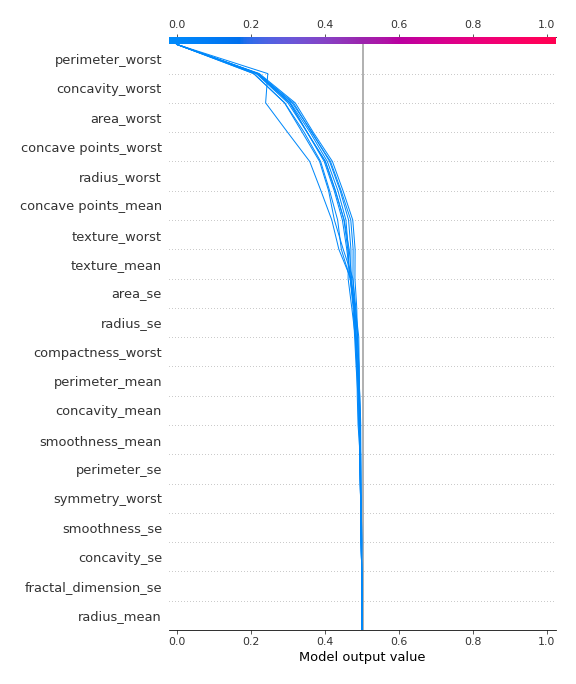 0.0 0.2 0.4 0.6 0.8 1.0
perimeter_worst
concavity_worst
area_worst
concave points_worst
radius_worst
concave points_mean
texture_worst
texture_mean
area_se
radius_se
compactness_worst
perimeter_mean
concavity_mean
smoothness_mean
perimeter_se
symmetry_worst
smoothness_se
concavity_se
fractal_dimension_se
radius_mean
0.0 0.2 0.4 0.6 0.8 1.0
Model output value